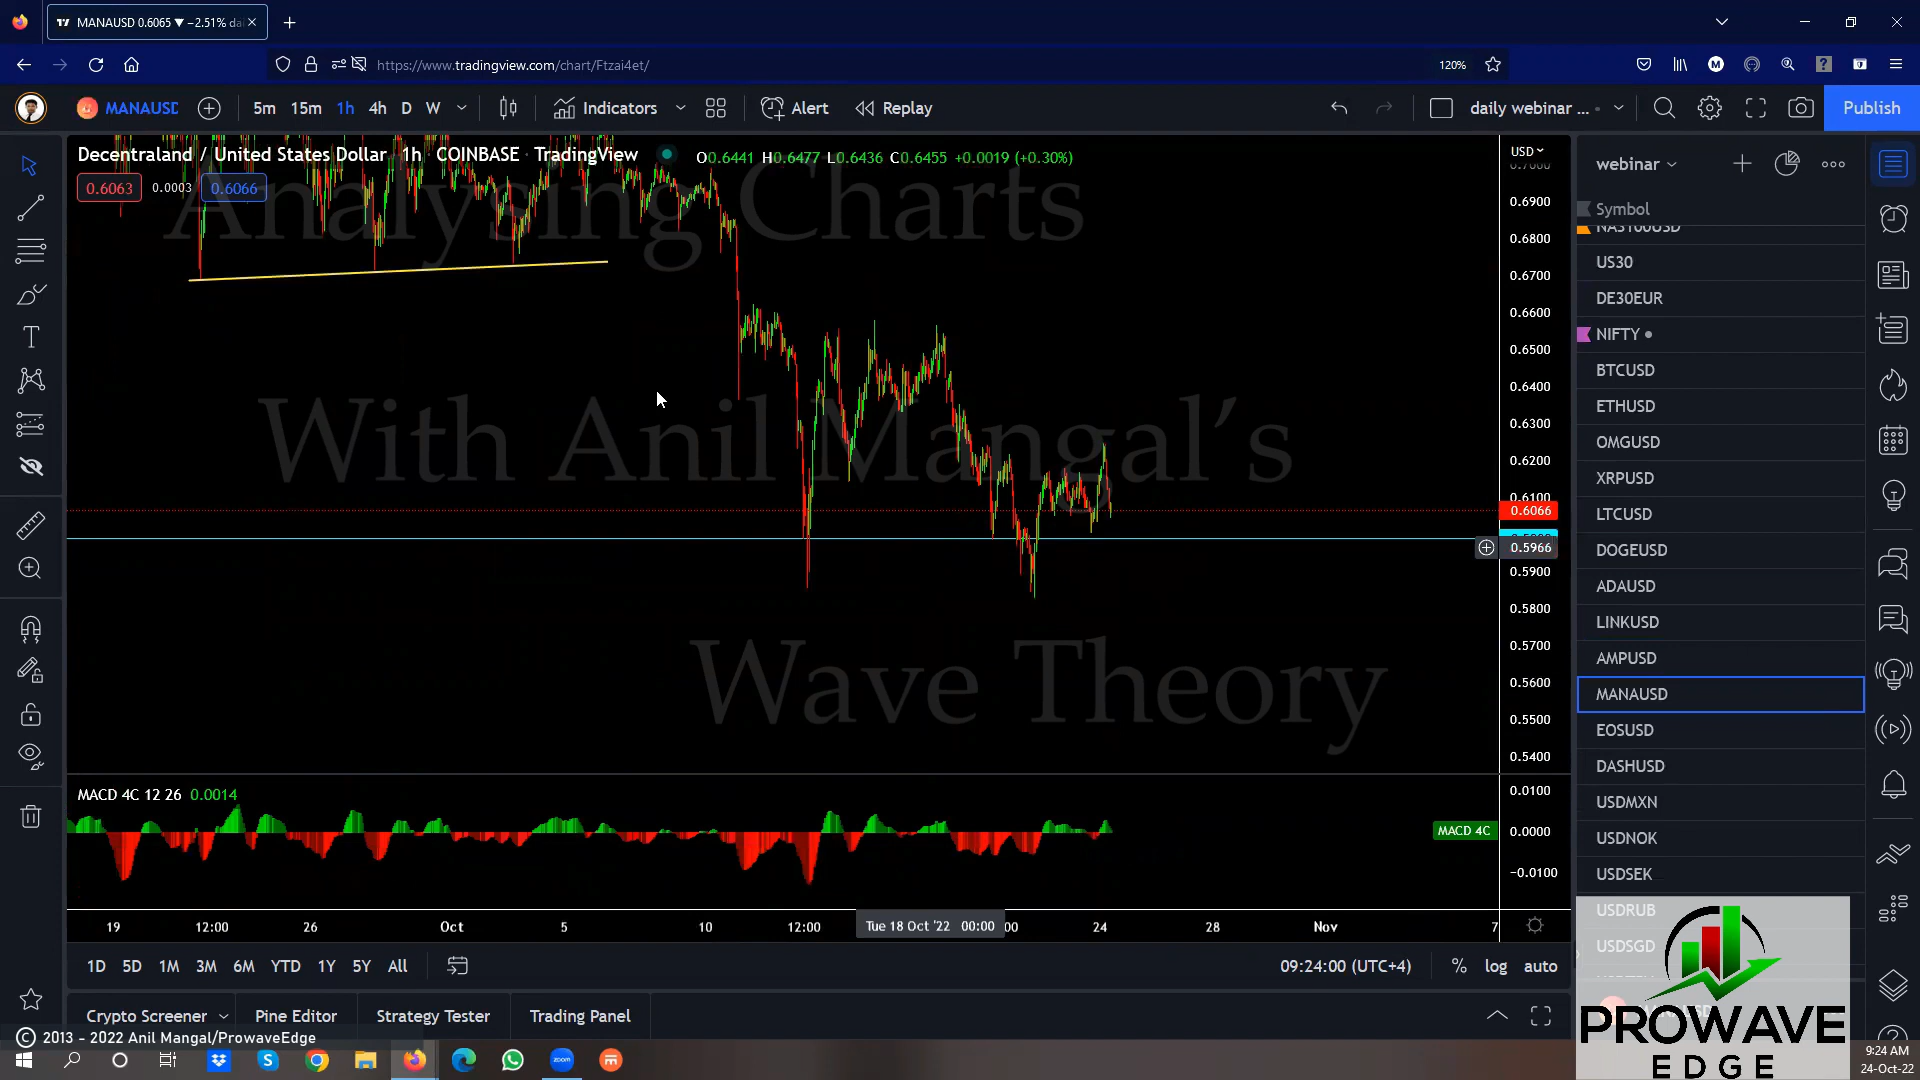 MANAUSD 0.6065 ▼ −2.51% da
https://www.tradingview.com/chart/Ftzai4et/
120%
MANAUSD
5m 15m 1h 4h D W
Indicators
Alert
Replay
daily webinar ...
Publish
Decentraland / United States Dollar 1h COINBASE TradingView
O0.6441 H0.6477 L0.6436 C0.6455 +0.0019 (+0.30%)
0.6063 0.0003 0.6066
Analysing Charts
With Anil Mangal's
Wave Theory
USD
0.7000
0.6900
0.6800
0.6700
0.6600
0.6500
0.6400
0.6300
0.6200
0.6100
0.6066
0.5966
0.5900
0.5800
0.5700
0.5600
0.5500
0.5400
MACD 4C 12 26 0.0014
0.0100
MACD 4C 0.0000
−0.0100
19 12:00 26 Oct 5 10 12:00 Tue 18 Oct '22 00:00 :00 24 28 Nov 7
1D 5D 1M 3M 6M YTD 1Y 5Y All
09:24:00 (UTC+4) % log auto
Crypto Screener Pine Editor Strategy Tester Trading Panel
© 2013 - 2022 Anil Mangal/ProwaveEdge
webinar
Symbol
NAS100USD
US30
DE30EUR
NIFTY
BTCUSD
ETHUSD
OMGUSD
XRPUSD
LTCUSD
DOGEUSD
ADAUSD
LINKUSD
AMPUSD
MANAUSD
EOSUSD
DASHUSD
USDMXN
USDNOK
USDSEK
USDRUB
USDSGD
PROWAVE
EDGE
zoom
9:24 AM
24-Oct-22